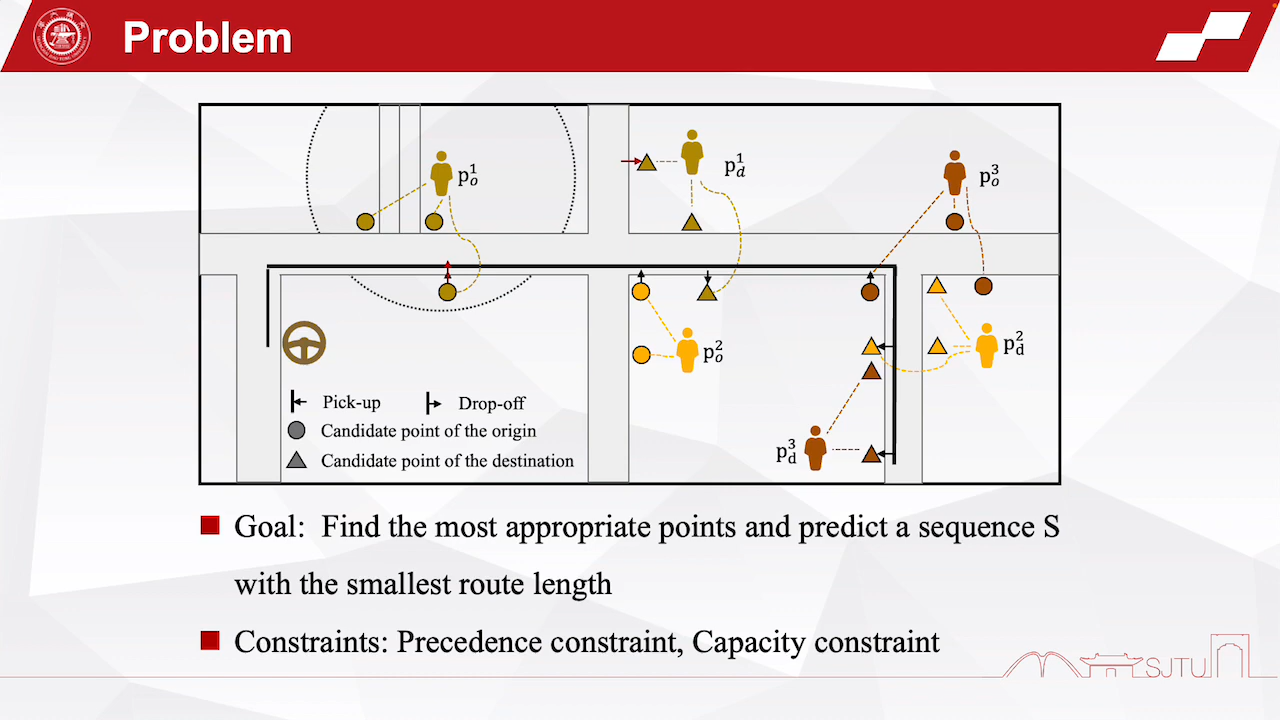 Problem
p_o^1
p_d^1
p_o^3
p_o^2
p_d^2
p_d^3
Pick-up
Drop-off
Candidate point of the origin
Candidate point of the destination
Goal: Find the most appropriate points and predict a sequence S
with the smallest route length
Constraints: Precedence constraint, Capacity constraint
SJTU